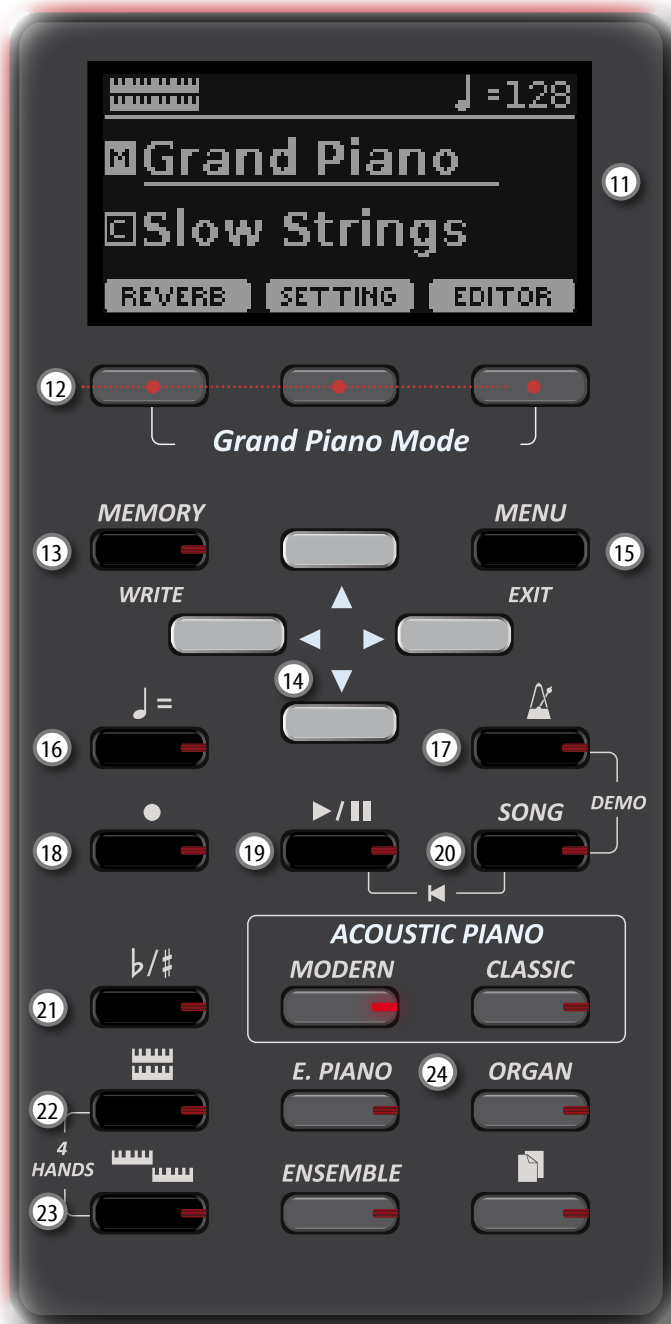 ♩ =128
M Grand Piano
C Slow Strings
REVERB SETTING EDITOR
11
12
Grand Piano Mode
MEMORY MENU
13 15
WRITE EXIT
14
♩ =
16 17
DEMO
● ▶/❚❚ SONG
18 19 20
ACOUSTIC PIANO
♭/♯ MODERN CLASSIC
21
E. PIANO 24 ORGAN
22
4
HANDS
ENSEMBLE
23